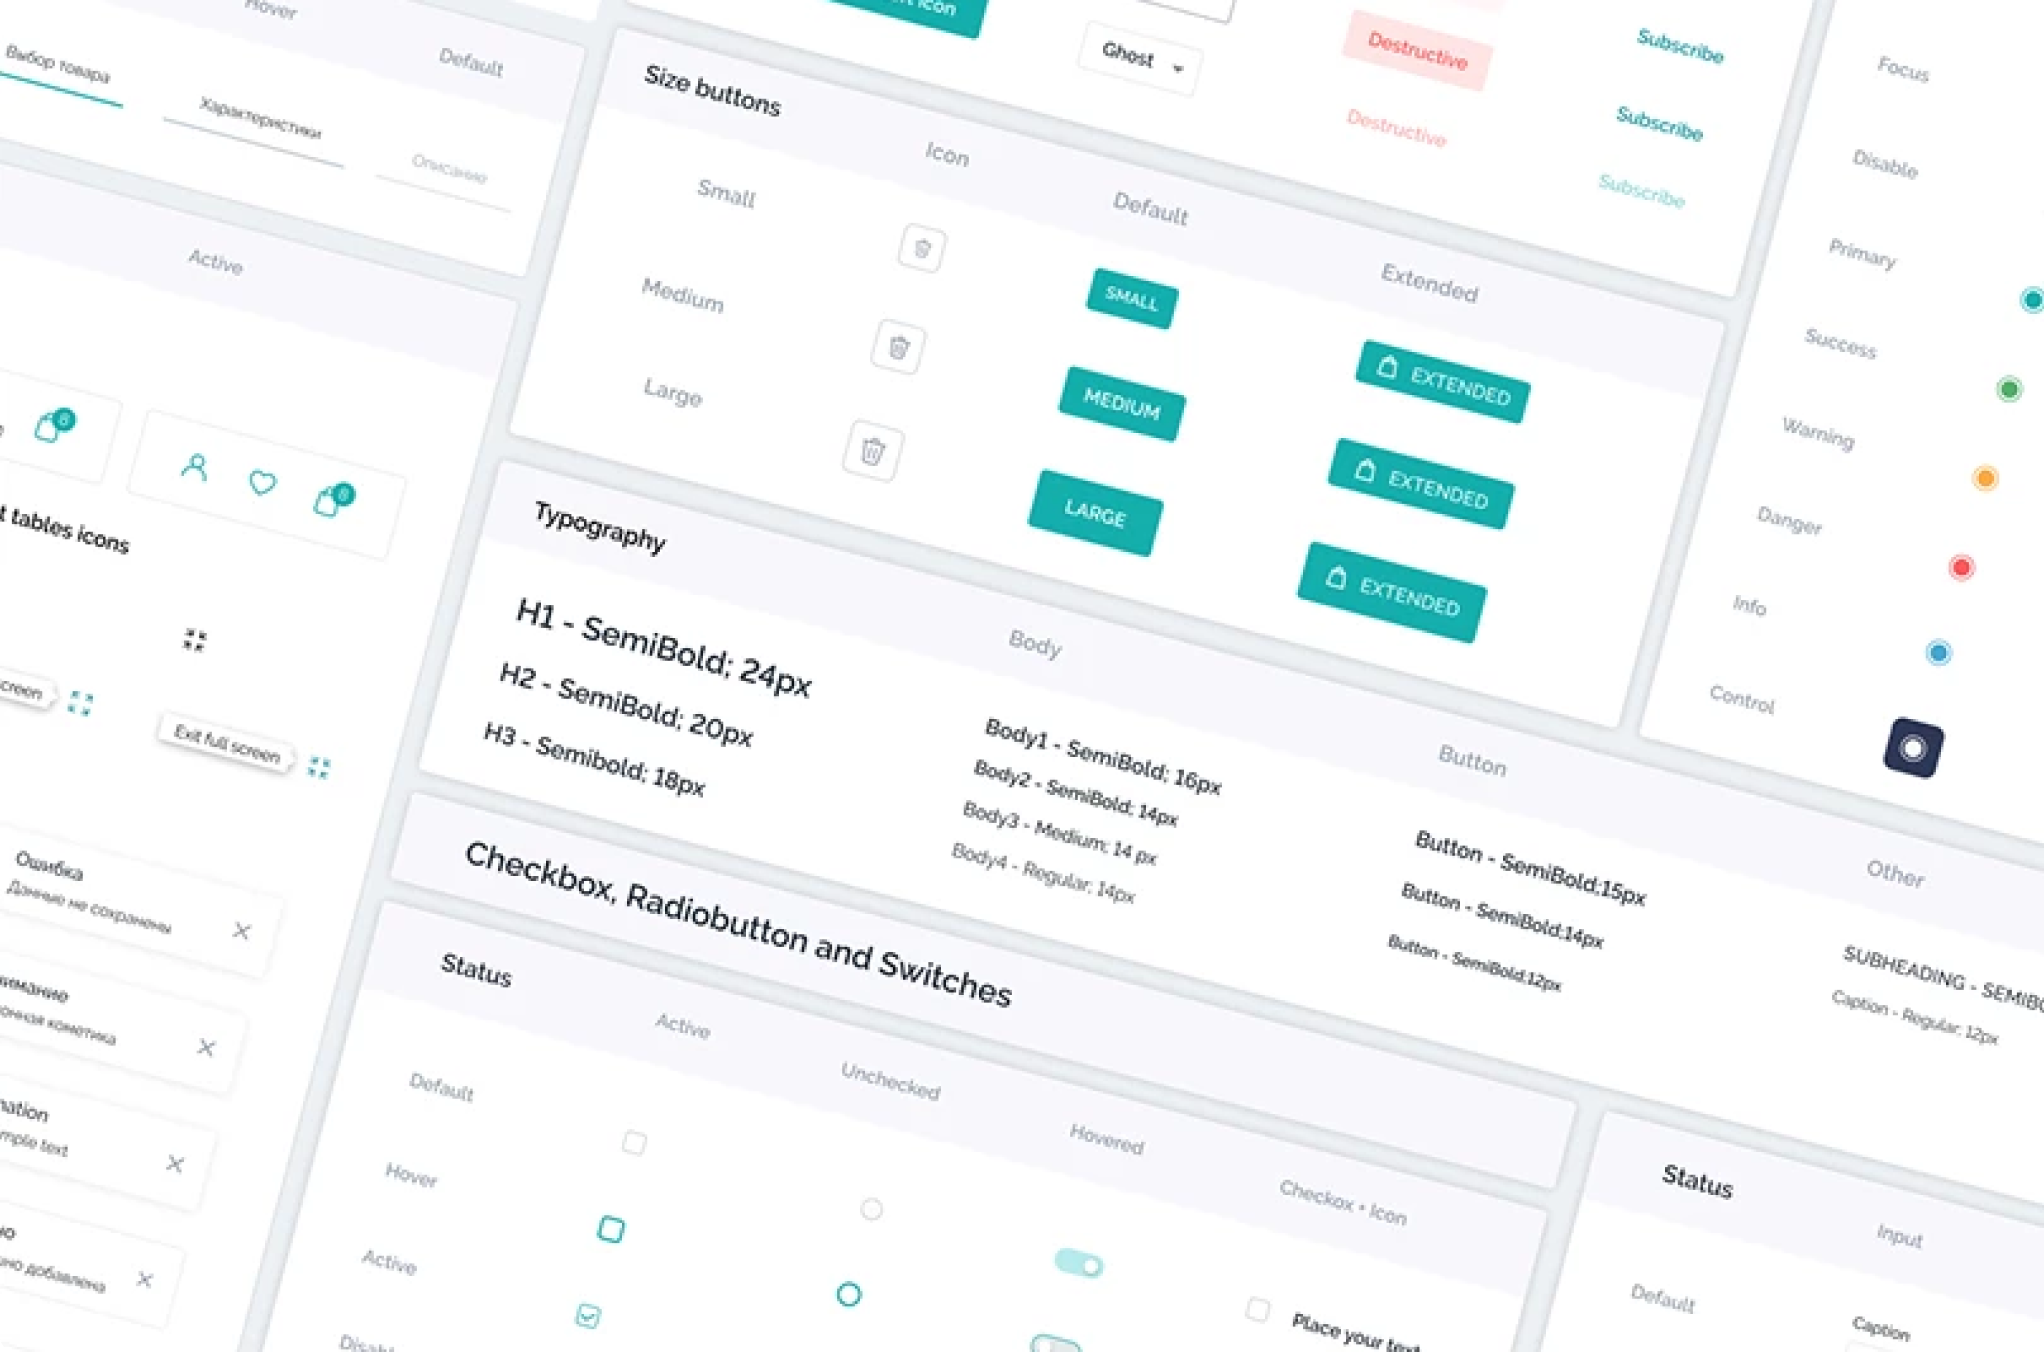 Hover
Default
Выбор товара
Характеристики
Описание
Active
8
8
t tables icons
creen
Exit full screen
Ошибка
Данные не сохранены
имание
онная кометика
nation
mple text
но
но добавлена
icon
Ghost
Destructive
Destructive
Subscribe
Subscribe
Subscribe
Size buttons
Icon
Default
Extended
Small
SMALL
EXTENDED
Medium
MEDIUM
EXTENDED
Large
LARGE
EXTENDED
Typography
Body
Button
Other
H1 - SemiBold; 24px
H2 - SemiBold; 20px
H3 - Semibold; 18px
Body1 - SemiBold; 16px
Body2 - SemiBold; 14px
Body3 - Medium; 14 px
Body4 - Regular; 14px
Button - SemiBold;15px
Button - SemiBold;14px
Button - SemiBold;12px
SUBHEADING - SEMIBO
Caption - Regular; 12px
Checkbox, Radiobutton and Switches
Status
Active
Unchecked
Hovered
Checkox + Icon
Default
Hover
Active
Disabl
Place your text
Focus
Disable
Primary
Success
Warning
Danger
Info
Control
Status
Input
Default
Caption